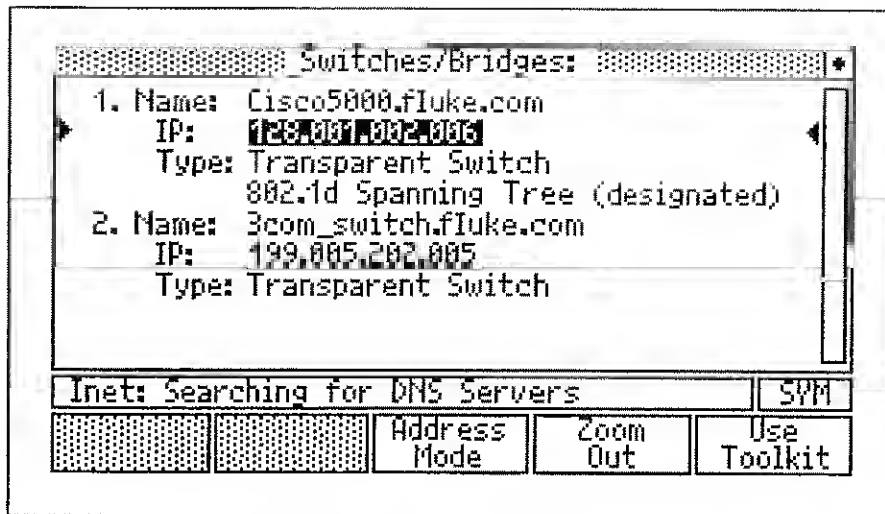 Switches/Bridges:
1. Name: Cisco5000.fluke.com
IP: 128.001.002.006
Type: Transparent Switch
802.1d Spanning Tree (designated)
2. Name: 3com_switch.fluke.com
IP: 199.005.202.005
Type: Transparent Switch
Inet: Searching for DNS Servers SYM
Address Mode
Zoom Out
Use Toolkit